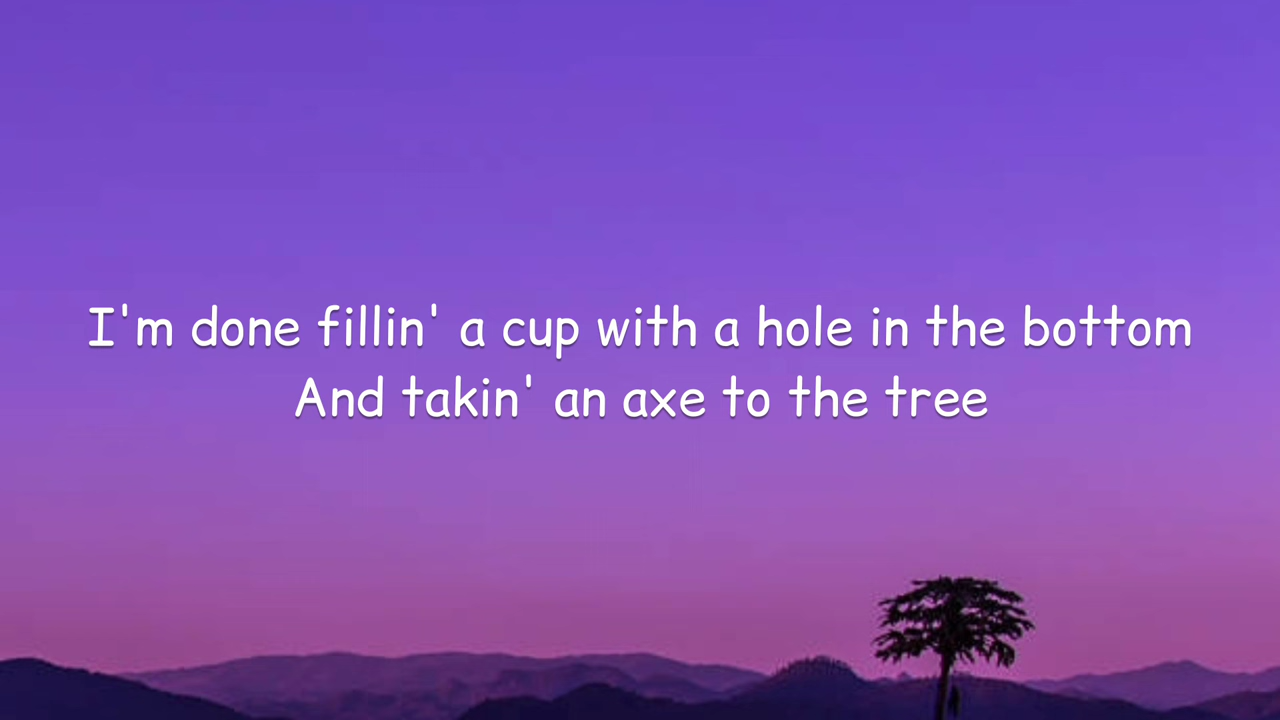 I'm done fillin' a cup with a hole in the bottom
And takin' an axe to the tree